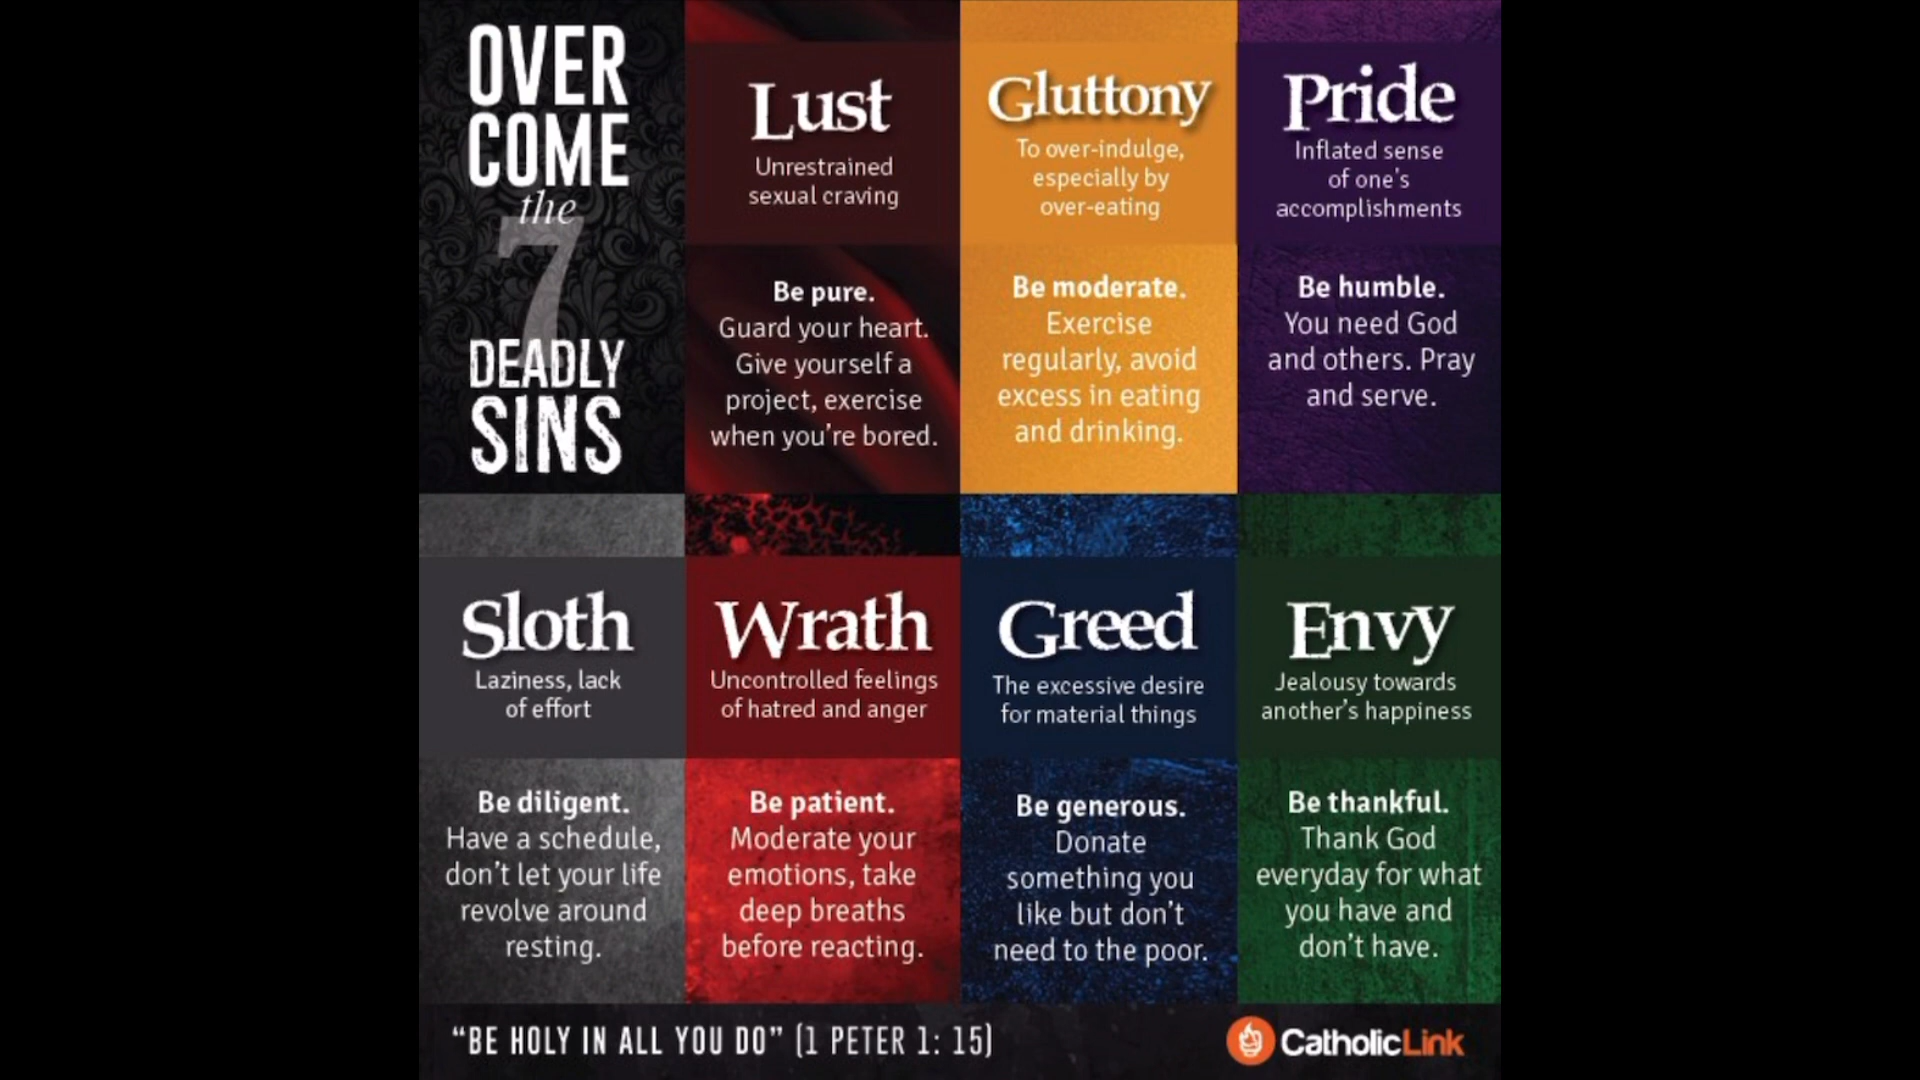 OVER
COME
the
7
DEADLY
SINS
Lust
Unrestrained
sexual craving
Be pure.
Guard your heart.
Give yourself a
project, exercise
when you're bored.
Gluttony
To over-indulge,
especially by
over-eating
Be moderate.
Exercise
regularly, avoid
excess in eating
and drinking.
Pride
Inflated sense
of one's
accomplishments
Be humble.
You need God
and others. Pray
and serve.
Sloth
Laziness, lack
of effort
Be diligent.
Have a schedule,
don't let your life
revolve around
resting.
Wrath
Uncontrolled feelings
of hatred and anger
Be patient.
Moderate your
emotions, take
deep breaths
before reacting.
Greed
The excessive desire
for material things
Be generous.
Donate
something you
like but don't
need to the poor.
Envy
Jealousy towards
another's happiness
Be thankful.
Thank God
everyday for what
you have and
don't have.
"BE HOLY IN ALL YOU DO" (1 PETER 1: 15)
CatholicLink